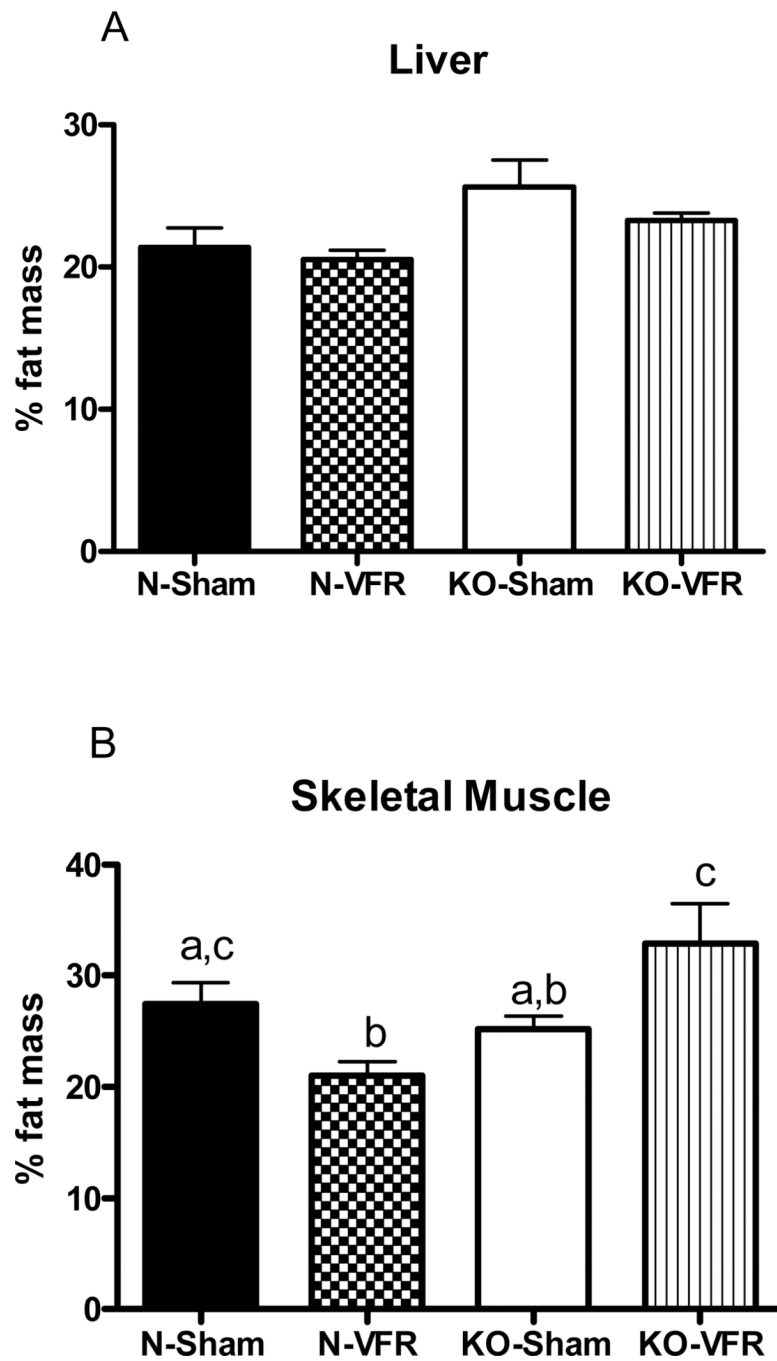 A
Liver
% fat mass
30
20
10
0
N-Sham N-VFR KO-Sham KO-VFR
B
Skeletal Muscle
% fat mass
40
30
20
10
0
a,c
b
a,b
c
N-Sham N-VFR KO-Sham KO-VFR